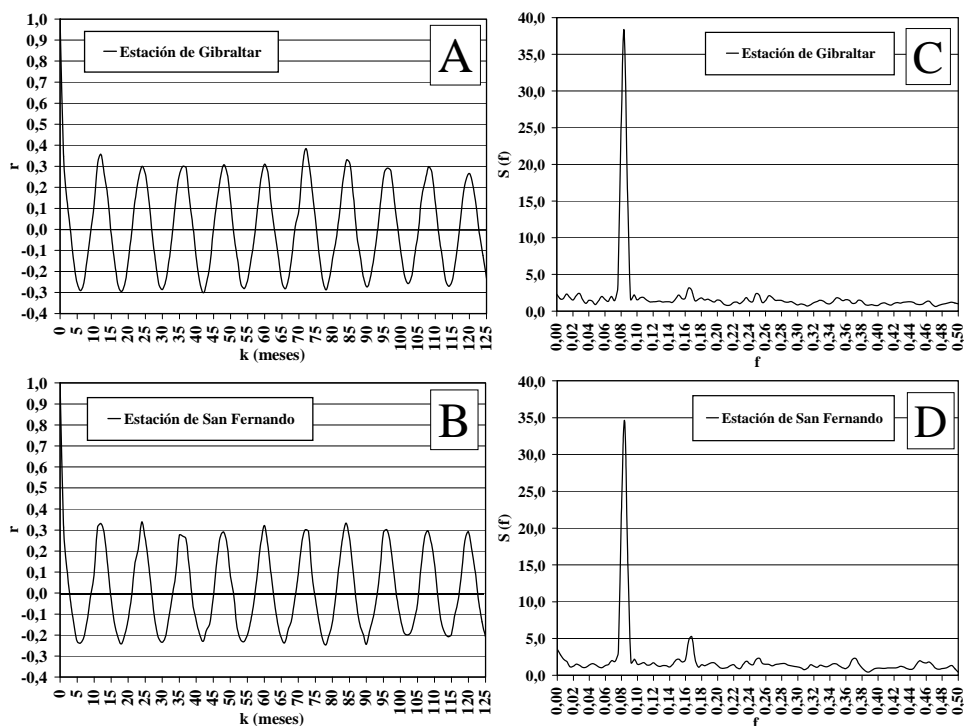 1,0
0,9
0,8
0,7
0,6
0,5
0,4
0,3
0,2
0,1
0,0
-0,1
-0,2
-0,3
-0,4
r
Estación de Gibraltar
A
0 5 10 15 20 25 30 35 40 45 50 55 60 65 70 75 80 85 90 95 100 105 110 115 120 125
k (meses)
40,0
35,0
30,0
25,0
20,0
15,0
10,0
5,0
0,0
S (f)
Estación de Gibraltar
C
0,00 0,02 0,04 0,06 0,08 0,10 0,12 0,14 0,16 0,18 0,20 0,22 0,24 0,26 0,28 0,30 0,32 0,34 0,36 0,38 0,40 0,42 0,44 0,46 0,48 0,50
f
1,0
0,9
0,8
0,7
0,6
0,5
0,4
0,3
0,2
0,1
0,0
-0,1
-0,2
-0,3
-0,4
r
Estación de San Fernando
B
0 5 10 15 20 25 30 35 40 45 50 55 60 65 70 75 80 85 90 95 100 105 110 115 120 125
k (meses)
40,0
35,0
30,0
25,0
20,0
15,0
10,0
5,0
0,0
S (f)
Estación de San Fernando
D
0,00 0,02 0,04 0,06 0,08 0,10 0,12 0,14 0,16 0,18 0,20 0,22 0,24 0,26 0,28 0,30 0,32 0,34 0,36 0,38 0,40 0,42 0,44 0,46 0,48 0,50
f